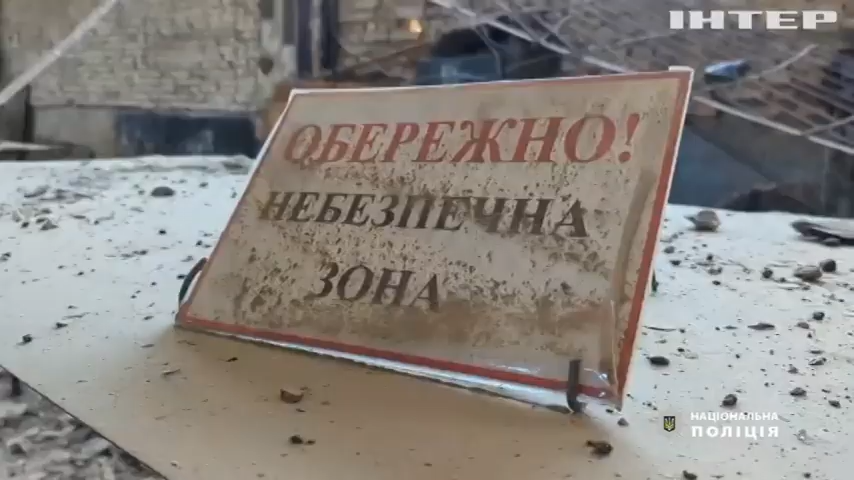 ІНТЕР
ОБЕРЕЖНО!
НЕБЕЗПЕЧНА
ЗОНА
НАЦІОНАЛЬНА
ПОЛІЦІЯ